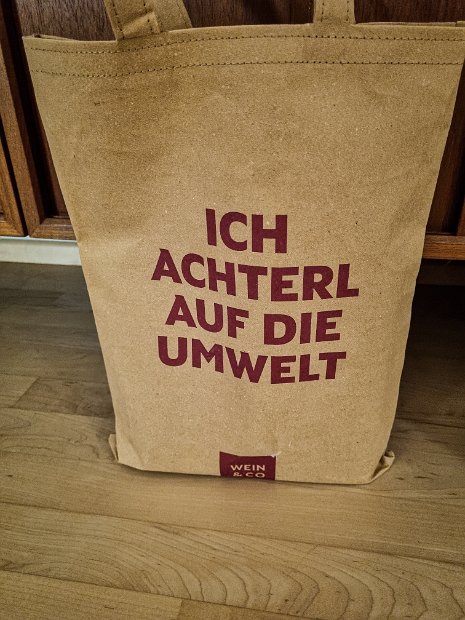 ICH
ACHTERL
AUF DIE
UMWELT
WEIN
& CO